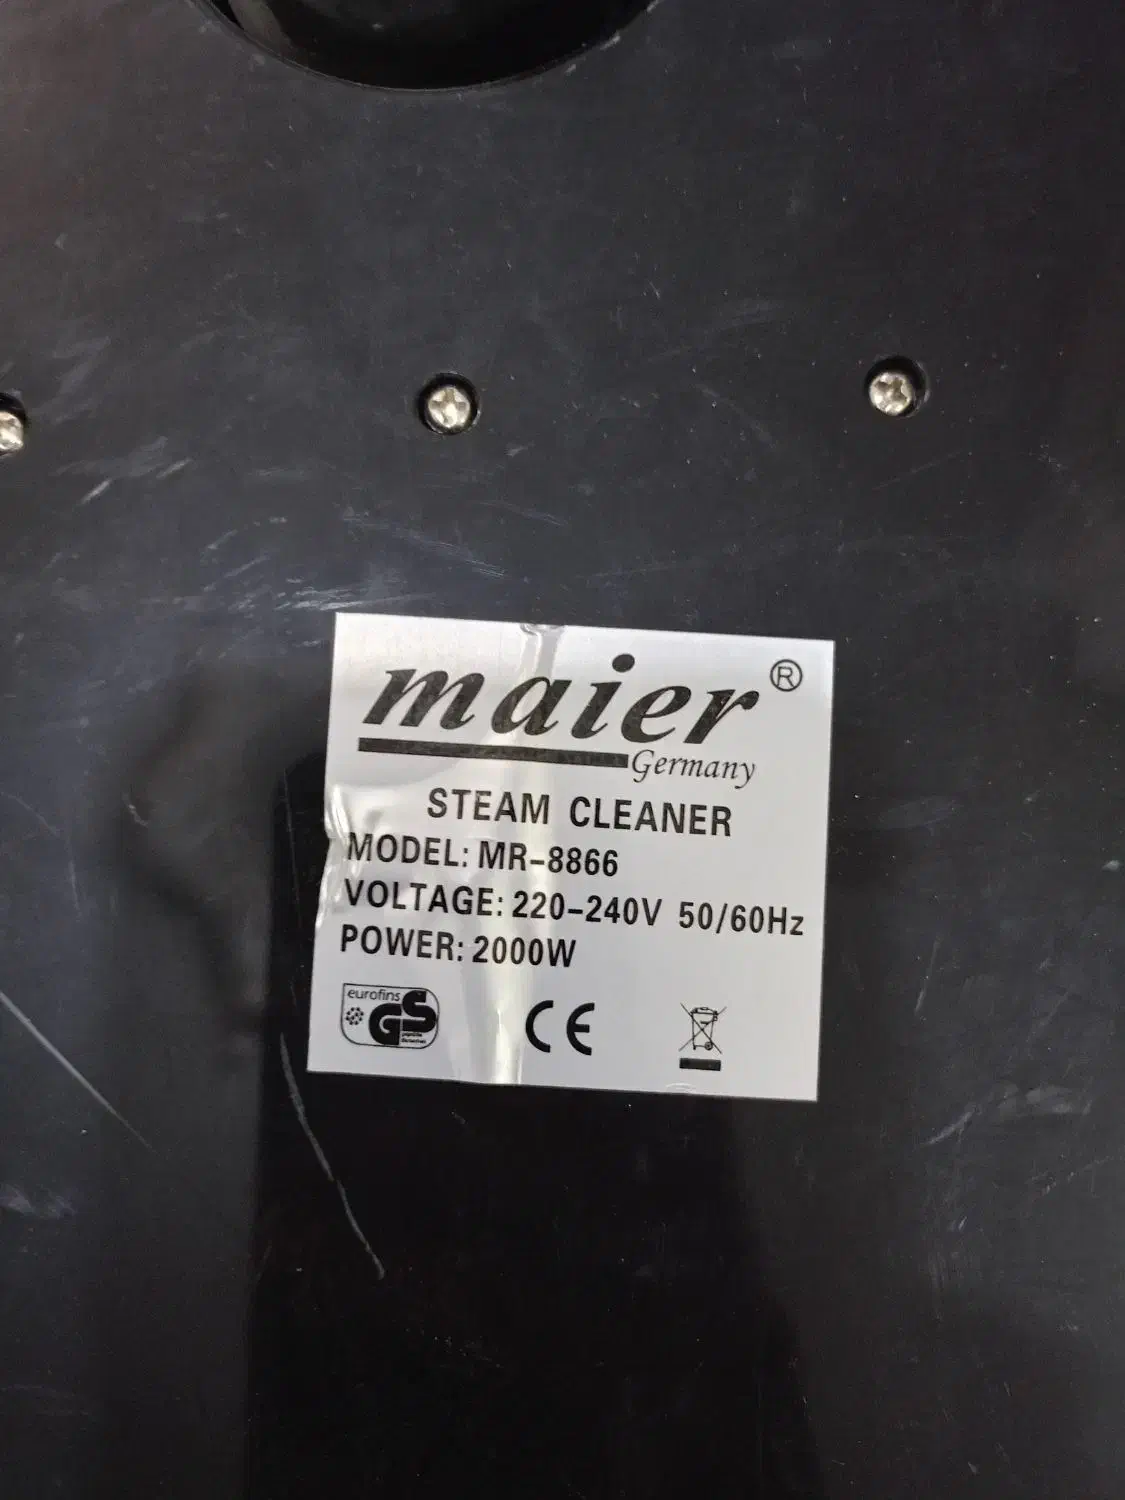 maier®
Germany
STEAM CLEANER
MODEL: MR-8866
VOLTAGE: 220-240V 50/60Hz
POWER: 2000W
eurofins
GS
CE